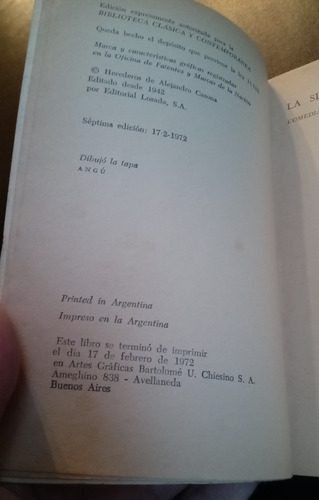 Edición expresamente autorizada para la
BIBLIOTECA CLÁSICA Y CONTEMPORÁNEA
Queda hecho el depósito que previene la ley
Marca y características gráficas registradas
en la Oficina de Patentes y Marcas de la Nación
© Herederos de Alejandro Casona
Editado desde 1942
por Editorial Losada, S.A.
Séptima edición: 17-2-1972
Dibujó la tapa
ANGÚ
Printed in Argentina
Impreso en la Argentina
Este libro se terminó de imprimir
el día 17 de febrero de 1972
en Artes Gráficas Bartolomé U. Chiesino S. A.
Ameghino 838 - Avellaneda
Buenos Aires
LA